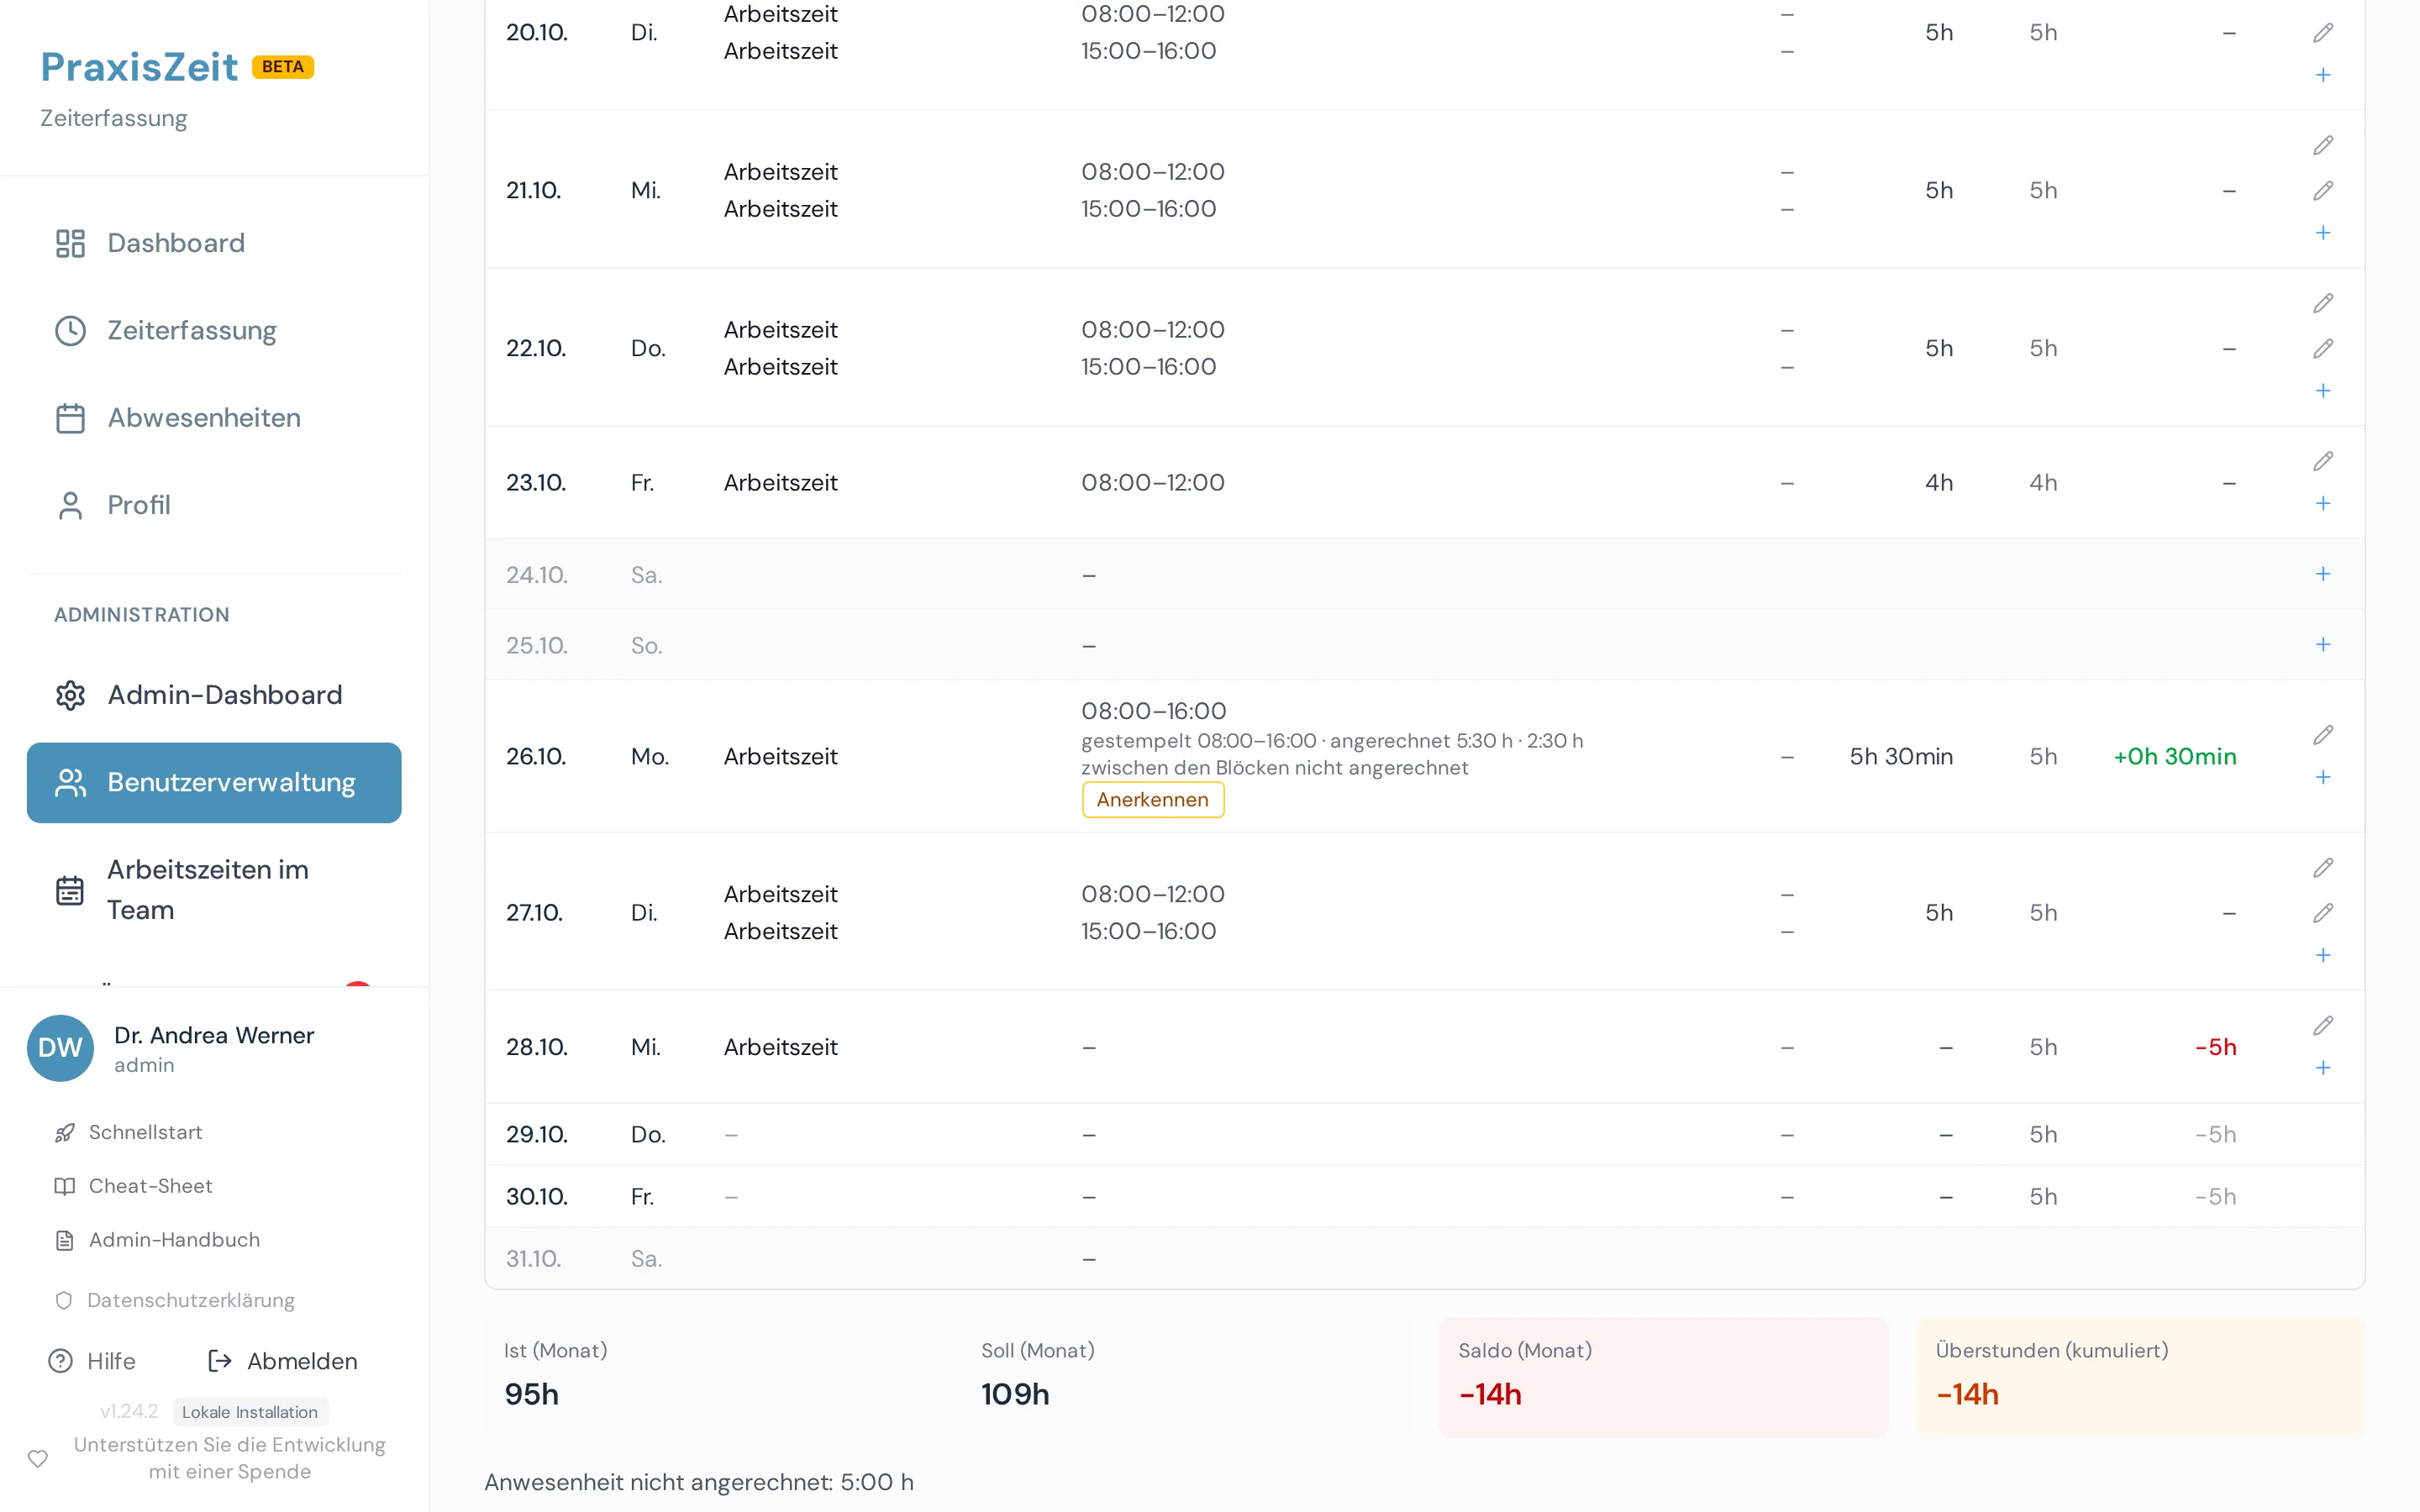 PraxisZeit BETA
Zeiterfassung
Dashboard
Zeiterfassung
Abwesenheiten
Profil
ADMINISTRATION
Admin-Dashboard
Benutzerverwaltung
Arbeitszeiten im
Team
DW
Dr. Andrea Werner
admin
Schnellstart
Cheat-Sheet
Admin-Handbuch
Datenschutzerklärung
Hilfe Abmelden
v1.24.2 Lokale Installation
Unterstützen Sie die Entwicklung
mit einer Spende
Arbeitszeit 08:00–12:00 –
20.10. Di. 5h 5h –
Arbeitszeit 15:00–16:00 –
+
Arbeitszeit 08:00–12:00 –
21.10. Mi. 5h 5h –
Arbeitszeit 15:00–16:00 –
+
Arbeitszeit 08:00–12:00 –
22.10. Do. 5h 5h –
Arbeitszeit 15:00–16:00 –
+
23.10. Fr. Arbeitszeit 08:00–12:00 – 4h 4h –
+
24.10. Sa. – +
25.10. So. – +
08:00–16:00
gestempelt 08:00–16:00 · angerechnet 5:30 h · 2:30 h
26.10. Mo. Arbeitszeit – 5h 30min 5h +0h 30min
zwischen den Blöcken nicht angerechnet
+
Anerkennen
Arbeitszeit 08:00–12:00 –
27.10. Di. 5h 5h –
Arbeitszeit 15:00–16:00 –
+
28.10. Mi. Arbeitszeit – – – 5h -5h
+
29.10. Do. – – – – 5h -5h
30.10. Fr. – – – – 5h -5h
31.10. Sa. –
Ist (Monat)
95h
Soll (Monat)
109h
Saldo (Monat)
-14h
Überstunden (kumuliert)
-14h
Anwesenheit nicht angerechnet: 5:00 h